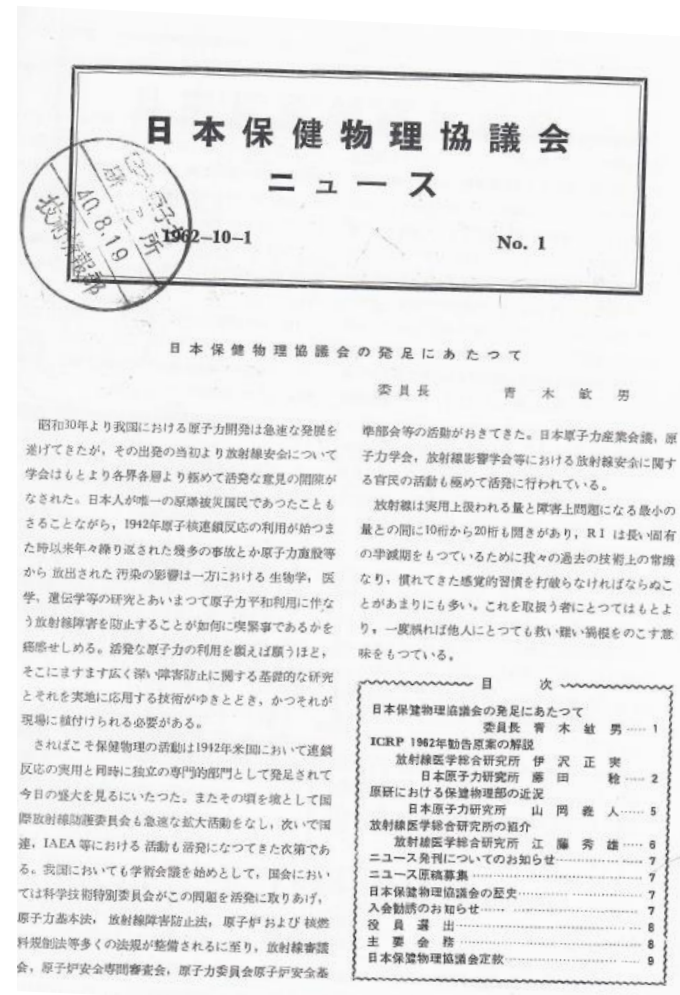 日本保健物理協議会
ニュース
40.8.19
技術情報部
1962-10-1
No. 1
日本保健物理協議会の発足にあたつて
委員長 青木敏男
昭和30年より我国における原子力開発は急速な発展を
遂げてきたが，その出発の当初より放射線安全について
学会はもとより各界各層より極めて活発な意見の開陳が
なされた。日本人が唯一の原爆被災国民であつたことも
さることながら，1942年原子核連鎖反応の利用が始つま
た時以来年々繰り返された幾多の事故とか原子力施設等
から 放出された 汚染の影響は一方における 生物学，医
学，遺伝学等の研究とあいまつて原子力平和利用に伴な
う放射線障害を防止することが如何に喫緊事であるかを
痛感せしめる。活発な原子力の利用を願えば願うほど，
そこにますます広く深い障害防止に関する基礎的な研究
とそれを実地に応用する技術がゆきとどき，かつそれが
現場に植付けられる必要がある。
さればこそ保健物理の活動は1942年米国において連鎖
反応の実用と同時に独立の専門的部門として発足されて
今日の盛大を見るにいたつた。またその頃を境として国
際放射線防護委員会も急速な拡大活動をなし，次いで国
連，IAEA 等における 活動も活発になつてきた次第であ
る。我国においても学術会議を始めとして，国会におい
ては科学技術特別委員会がこの問題を活発に取りあげ，
原子力基本法，放射線障害防止法，原子炉 および 核燃
料規制法等多くの法規が整備されるに至り，放射線審議
会，原子炉安全専門審査会，原子力委員会原子炉安全基
準部会等の活動がおきてきた。日本原子力産業会議，原
子力学会，放射線影響学会等における放射線安全に関す
る官民の活動も極めて活発に行われている。
放射線は実用上扱われる量と障害上問題になる最小の
量との間に10桁から20桁も開きがあり，R I は長い固有
の半減期をもつているために我々の過去の技術上の常識
なり，慣れてきた感覚的習慣を打破らなければならぬこ
とがあまりにも多い。これを取扱う者にとつてはもとよ
り，一度誤れば他人にとつても救い難い禍根をのこす意
味をもつている。
目次
日本保健物理協議会の発足にあたつて
委員長 青木敏男…… 1
ICRP 1962年勧告原案の解説
放射線医学総合研究所 伊沢正実
日本原子力研究所 藤田稔…… 2
原研における保健物理部の近況
日本原子力研究所 山岡義人…… 5
放射線医学総合研究所の紹介
放射線医学総合研究所 江藤秀雄…… 6
ニュース発刊についてのお知らせ…… 7
ニュース原稿募集…… 7
日本保健物理協議会の歴史…… 7
入会勧誘のお知らせ…… 7
役員選出…… 8
主要会務…… 8
日本保健物理協議会定款…… 9